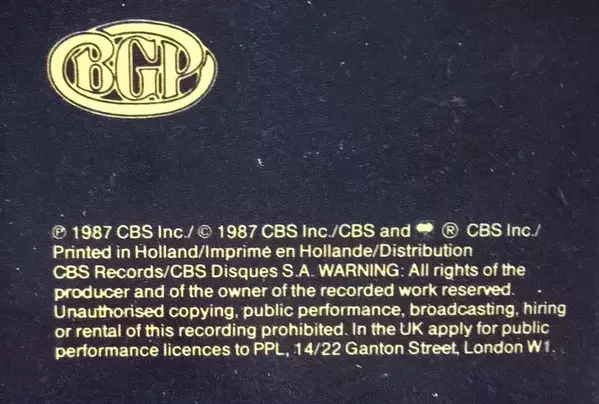 BGP
℗ 1987 CBS Inc./ © 1987 CBS Inc./CBS and ® CBS Inc./
Printed in Holland/Imprimé en Hollande/Distribution
CBS Records/CBS Disques S.A. WARNING: All rights of the
producer and of the owner of the recorded work reserved.
Unauthorised copying, public performance, broadcasting, hiring
or rental of this recording prohibited. In the UK apply for public
performance licences to PPL, 14/22 Ganton Street, London W1.